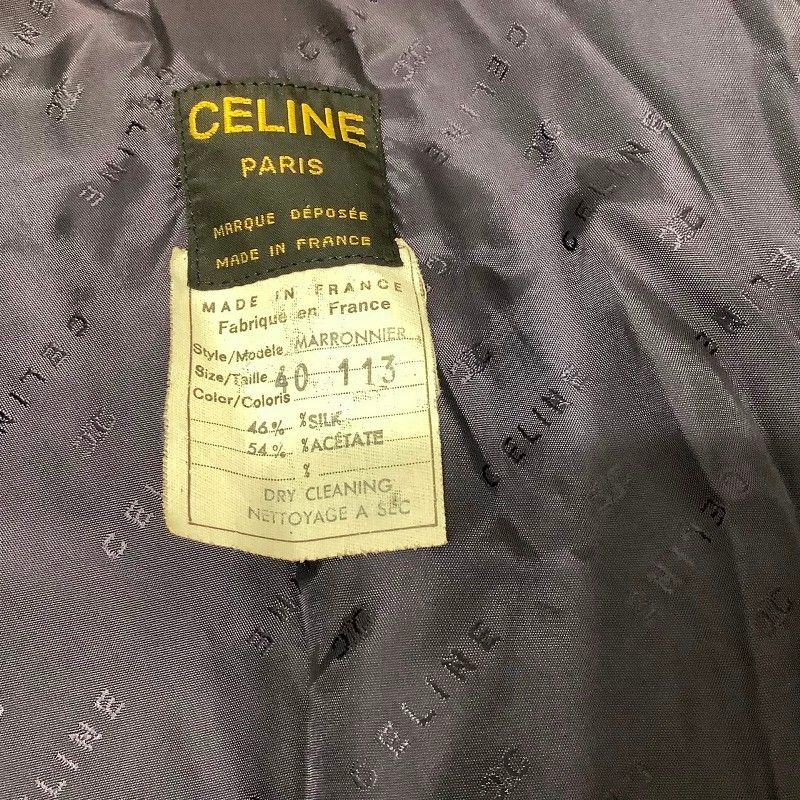 CELINE
PARIS
MARQUE DÉPOSÉE
MADE IN FRANCE
MADE IN FRANCE
Fabriqué en France
Style/Modèle MARRONNIER
Size/Taille 40 113
Color/Coloris
46% %SILK
54% %ACÉTATE
%
DRY CLEANING
NETTOYAGE A SEC
CELINE
CELINE
CELINE
CELINE
CELINE
CELINE